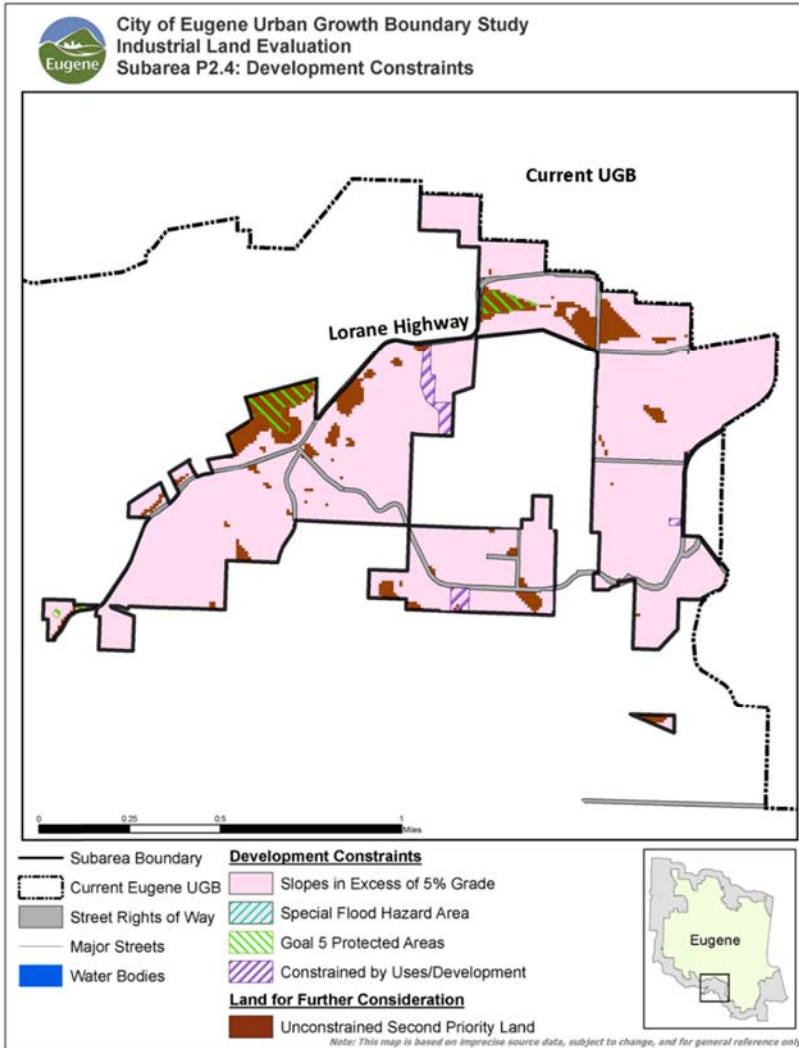 City of Eugene Urban Growth Boundary Study
Industrial Land Evaluation
Subarea P2.4: Development Constraints
Eugene
Current UGB
Lorane Highway
0 0.25 0.5 1
Miles
Subarea Boundary
Current Eugene UGB
Street Rights of Way
Major Streets
Water Bodies
Development Constraints
Slopes in Excess of 5% Grade
Special Flood Hazard Area
Goal 5 Protected Areas
Constrained by Uses/Development
Land for Further Consideration
Unconstrained Second Priority Land
Eugene
Note: This map is based on imprecise source data, subject to change, and for general reference only